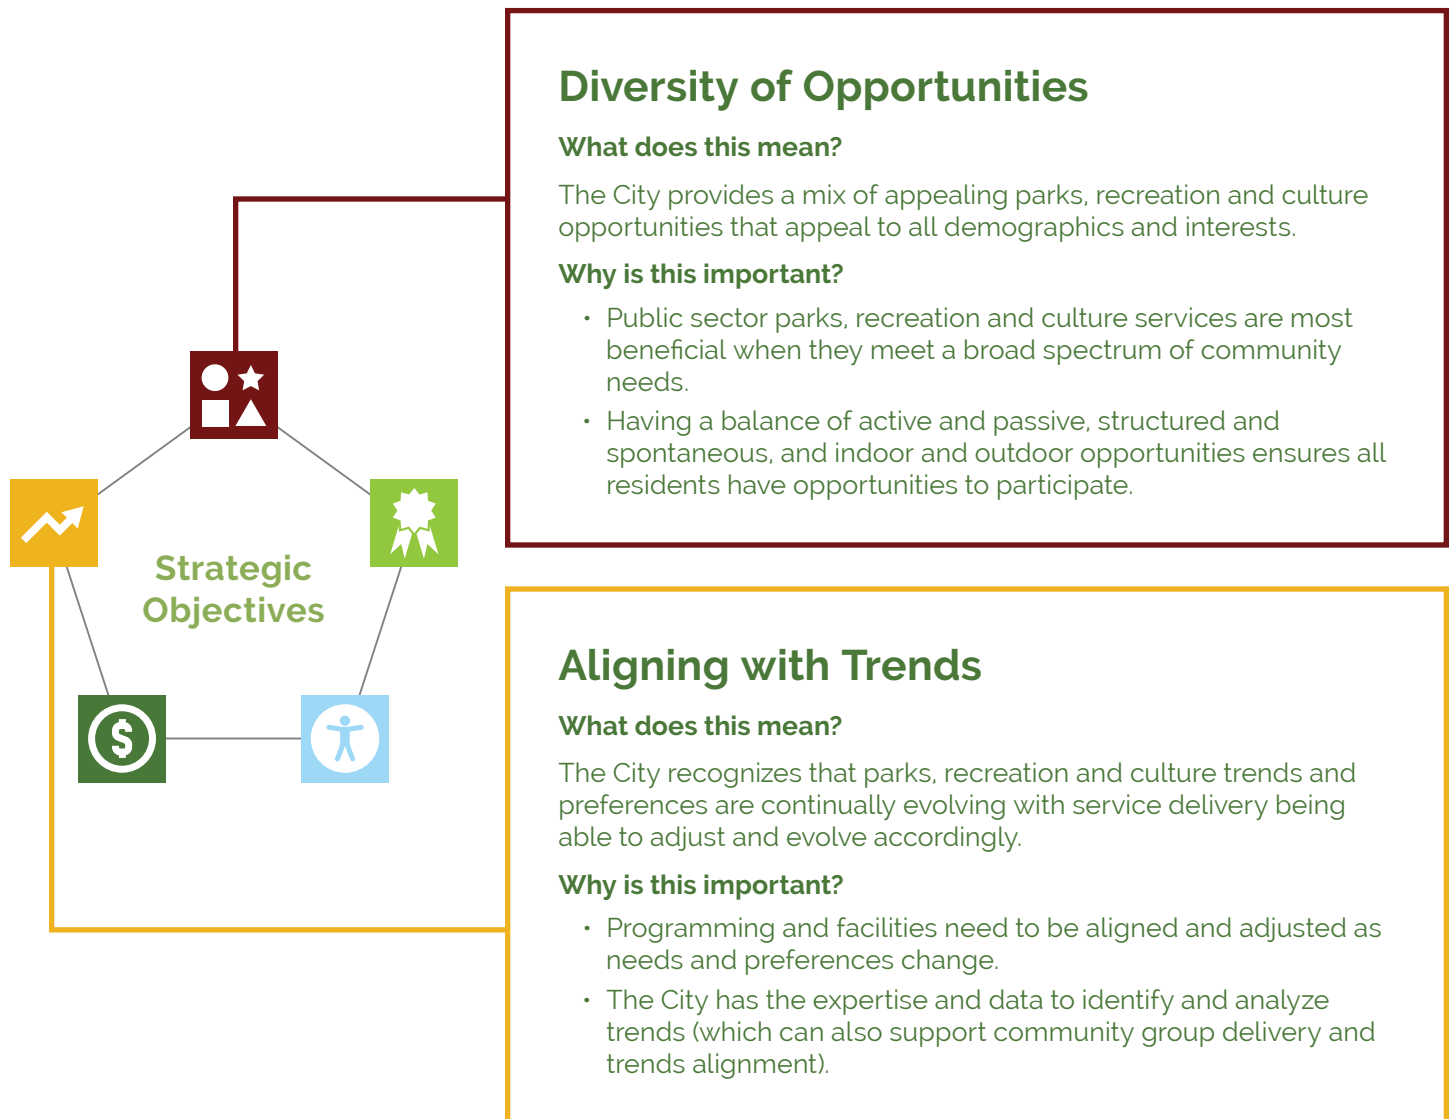 Diversity of Opportunities
What does this mean?
The City provides a mix of appealing parks, recreation and culture
opportunities that appeal to all demographics and interests.
Why is this important?
• Public sector parks, recreation and culture services are most
beneficial when they meet a broad spectrum of community
needs.
• Having a balance of active and passive, structured and
spontaneous, and indoor and outdoor opportunities ensures all
residents have opportunities to participate.
Strategic
Objectives
$
Aligning with Trends
What does this mean?
The City recognizes that parks, recreation and culture trends and
preferences are continually evolving with service delivery being
able to adjust and evolve accordingly.
Why is this important?
• Programming and facilities need to be aligned and adjusted as
needs and preferences change.
• The City has the expertise and data to identify and analyze
trends (which can also support community group delivery and
trends alignment).